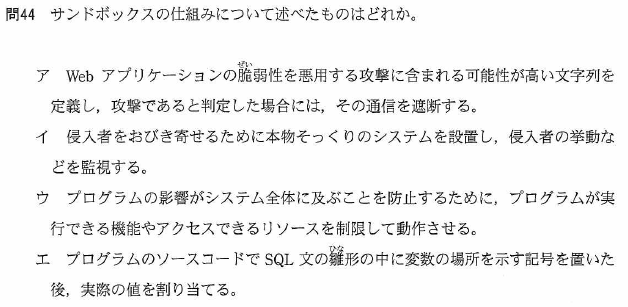 問44 サンドボックスの仕組みについて述べたものはどれか。
ア Web アプリケーションの脆弱性を悪用する攻撃に含まれる可能性が高い文字列を
定義し，攻撃であると判定した場合には，その通信を遮断する。
イ 侵入者をおびき寄せるために本物そっくりのシステムを設置し，侵入者の挙動な
どを監視する。
ウ プログラムの影響がシステム全体に及ぶことを防止するために，プログラムが実
行できる機能やアクセスできるリソースを制限して動作させる。
エ プログラムのソースコードで SQL 文の雛形の中に変数の場所を示す記号を置いた
後，実際の値を割り当てる。